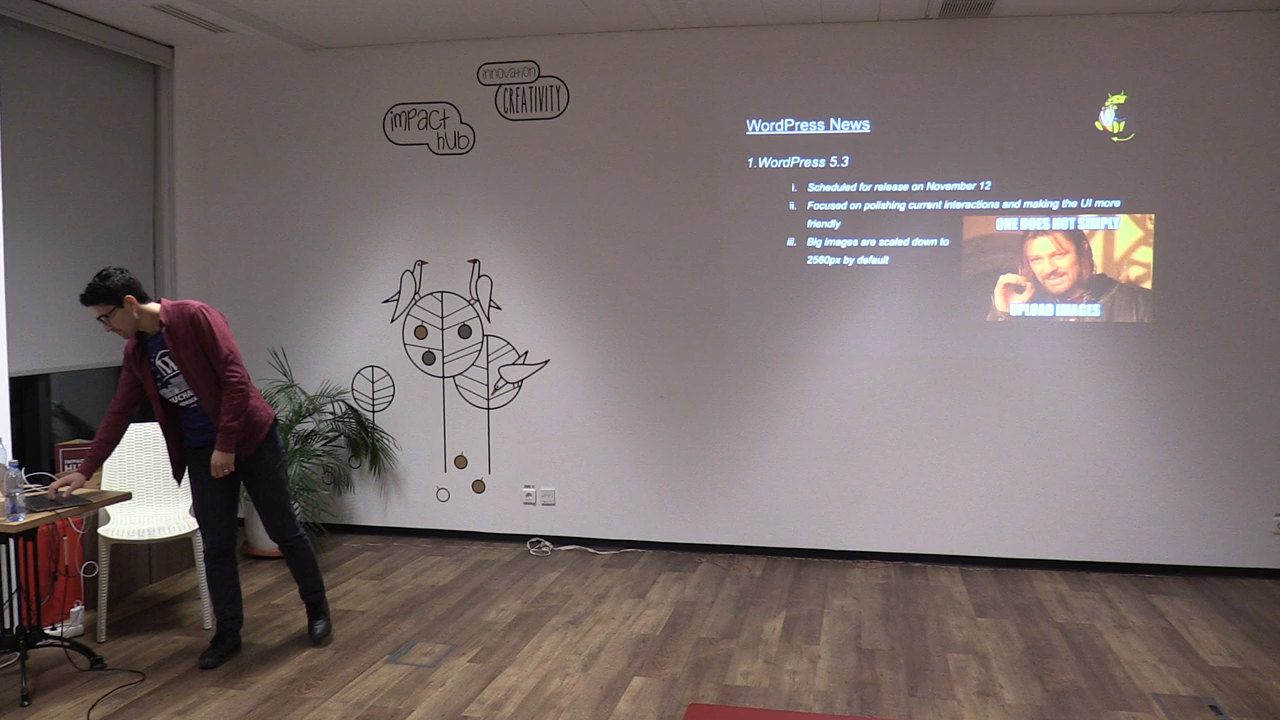 innovation
CREATIVITY
impact
hub
WordPress News
1.WordPress 5.3
i. Scheduled for release on November 12
ii. Focused on polishing current interactions and making the UI more
friendly
iii. Big images are scaled down to
2560px by default
ONE DOES NOT SIMPLY
UPLOAD IMAGES